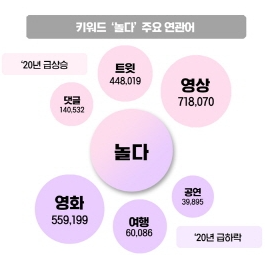 키워드 '놀다' 주요 연관어
'20년 급상승
트윗
448,019
영상
718,070
댓글
140,532
놀다
영화
559,199
여행
60,086
공연
39,895
'20년 급하락